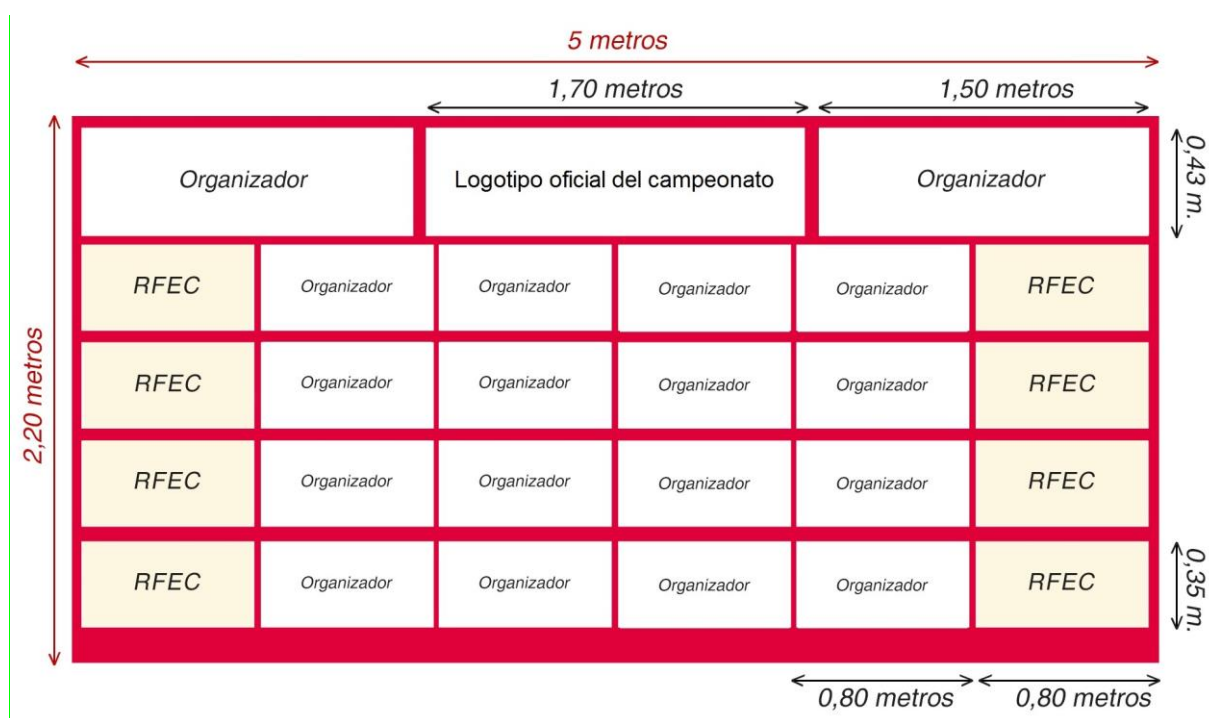 5 metros
1,70 metros
1,50 metros
Organizador
Logotipo oficial del campeonato
Organizador
0,43 m.
2,20 metros
RFEC Organizador Organizador Organizador Organizador RFEC
RFEC Organizador Organizador Organizador Organizador RFEC
RFEC Organizador Organizador Organizador Organizador RFEC
RFEC Organizador Organizador Organizador Organizador RFEC
0,35 m.
0,80 metros
0,80 metros